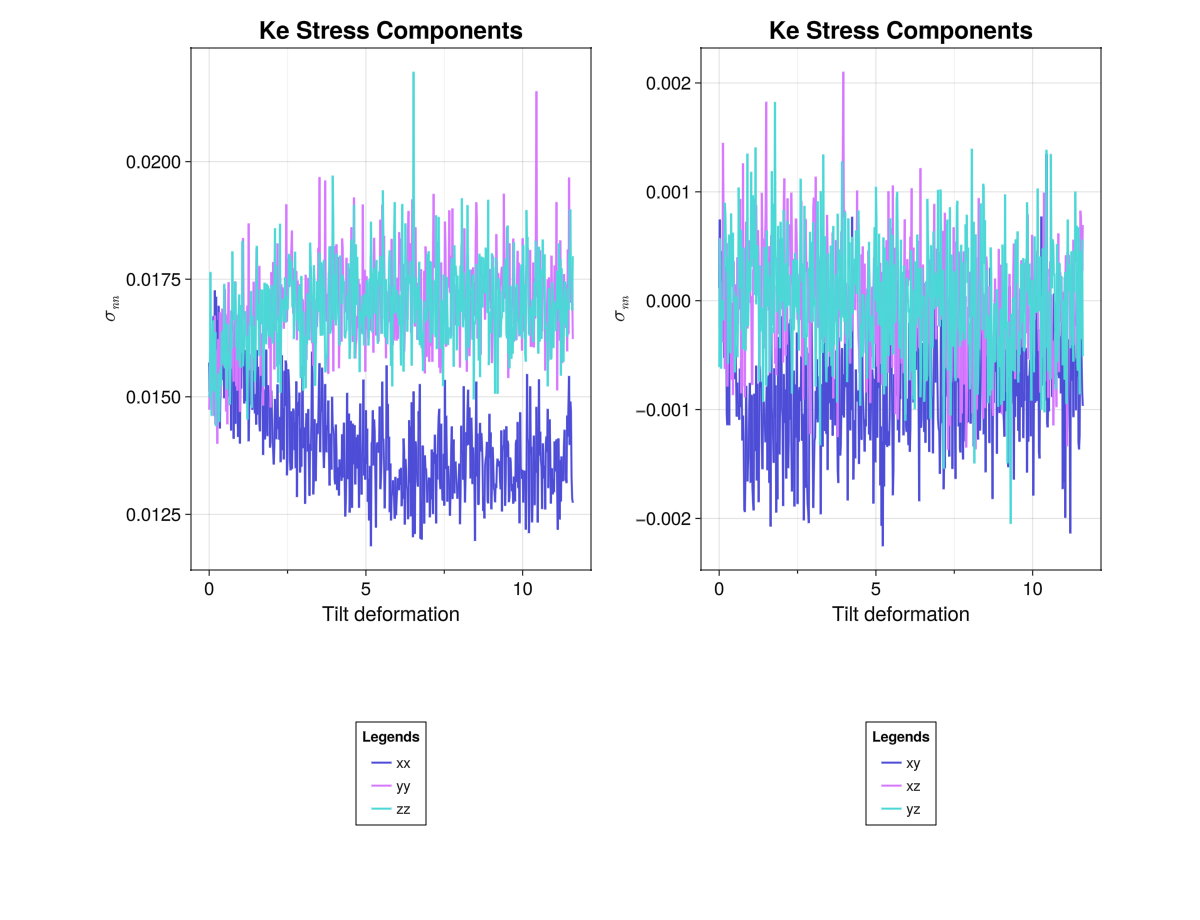 Ke Stress Components
σnn
0.0200
0.0175
0.0150
0.0125
0
5
10
Tilt deformation
Legends
xx
yy
zz
Ke Stress Components
σnn
0.002
0.001
0.000
−0.001
−0.002
0
5
10
Tilt deformation
Legends
xy
xz
yz